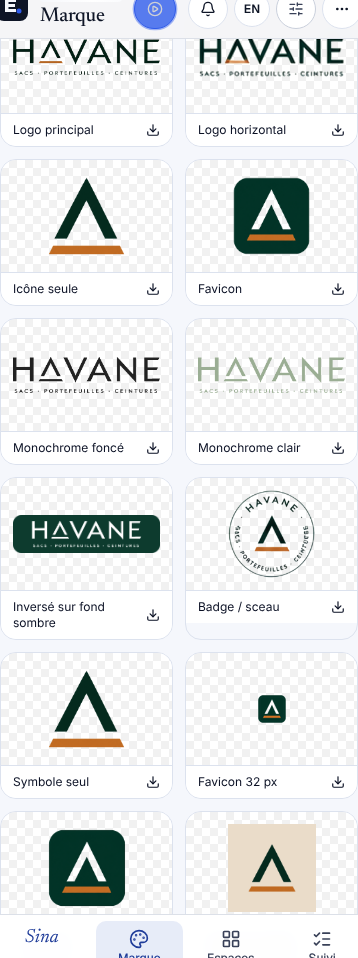 E.
Marque
EN
HAVANE
SACS · PORTEFEUILLES · CEINTURES
HAVANE
SACS · PORTEFEUILLES · CEINTURES
Logo principal
Logo horizontal
Icône seule
Favicon
HAVANE
SACS · PORTEFEUILLES · CEINTURES
HAVANE
SACS · PORTEFEUILLES · CEINTURES
Monochrome foncé
Monochrome clair
HAVANE
SACS · PORTEFEUILLES · CEINTURES
HAVANE
SACS · PORTEFEUILLES · CEINTURES
Inversé sur fond
sombre
Badge / sceau
Symbole seul
Favicon 32 px
Sina
Marque
Espaces
Suivi